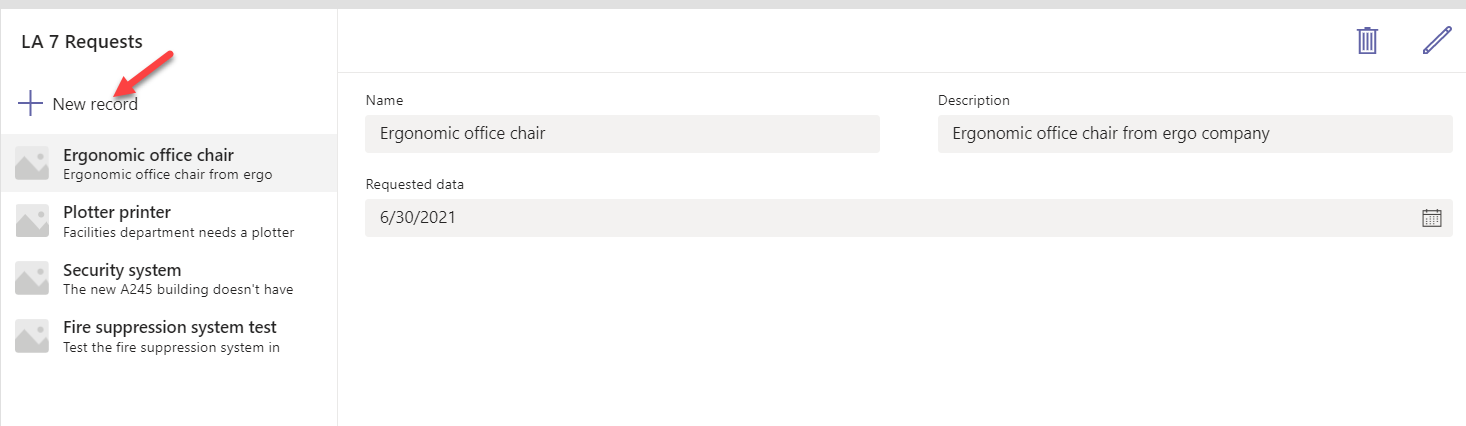 LA 7 Requests
New record
Ergonomic office chair
Ergonomic office chair from ergo
Plotter printer
Facilities department needs a plotter
Security system
The new A245 building doesn't have
Fire suppression system test
Test the fire suppression system in
Name
Ergonomic office chair
Description
Ergonomic office chair from ergo company
Requested data
6/30/2021